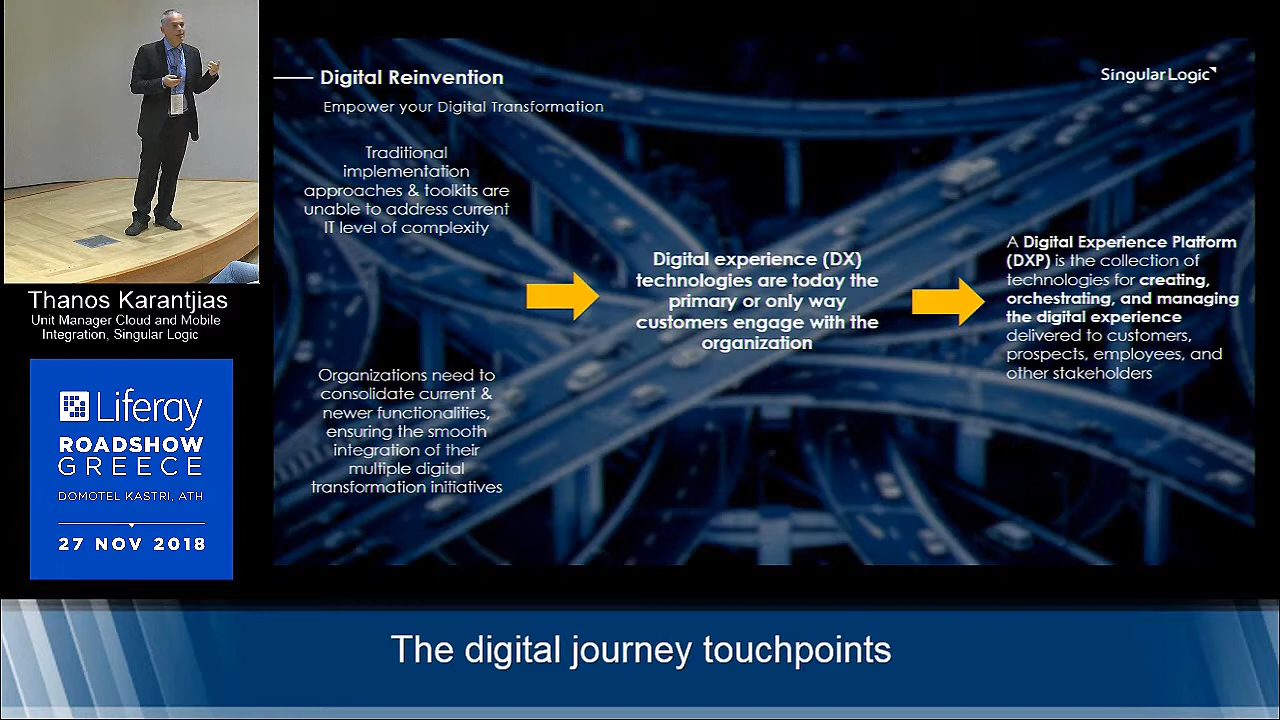 Digital Reinvention
SingularLogic
Empower your Digital Transformation
Traditional
implementation
approaches & toolkits are
unable to address current
IT level of complexity
Organizations need to
consolidate current &
newer functionalities,
ensuring the smooth
integration of their
multiple digital
transformation initiatives
Digital experience (DX)
technologies are today the
primary or only way
customers engage with the
organization
A Digital Experience Platform
(DXP) is the collection of
technologies for creating,
orchestrating, and managing
the digital experience
delivered to customers,
prospects, employees, and
other stakeholders
Thanos Karantjias
Unit Manager Cloud and Mobile
Integration, Singular Logic
Liferay
ROADSHOW
GREECE
DOMOTEL KASTRI, ATH
27 NOV 2018
The digital journey touchpoints